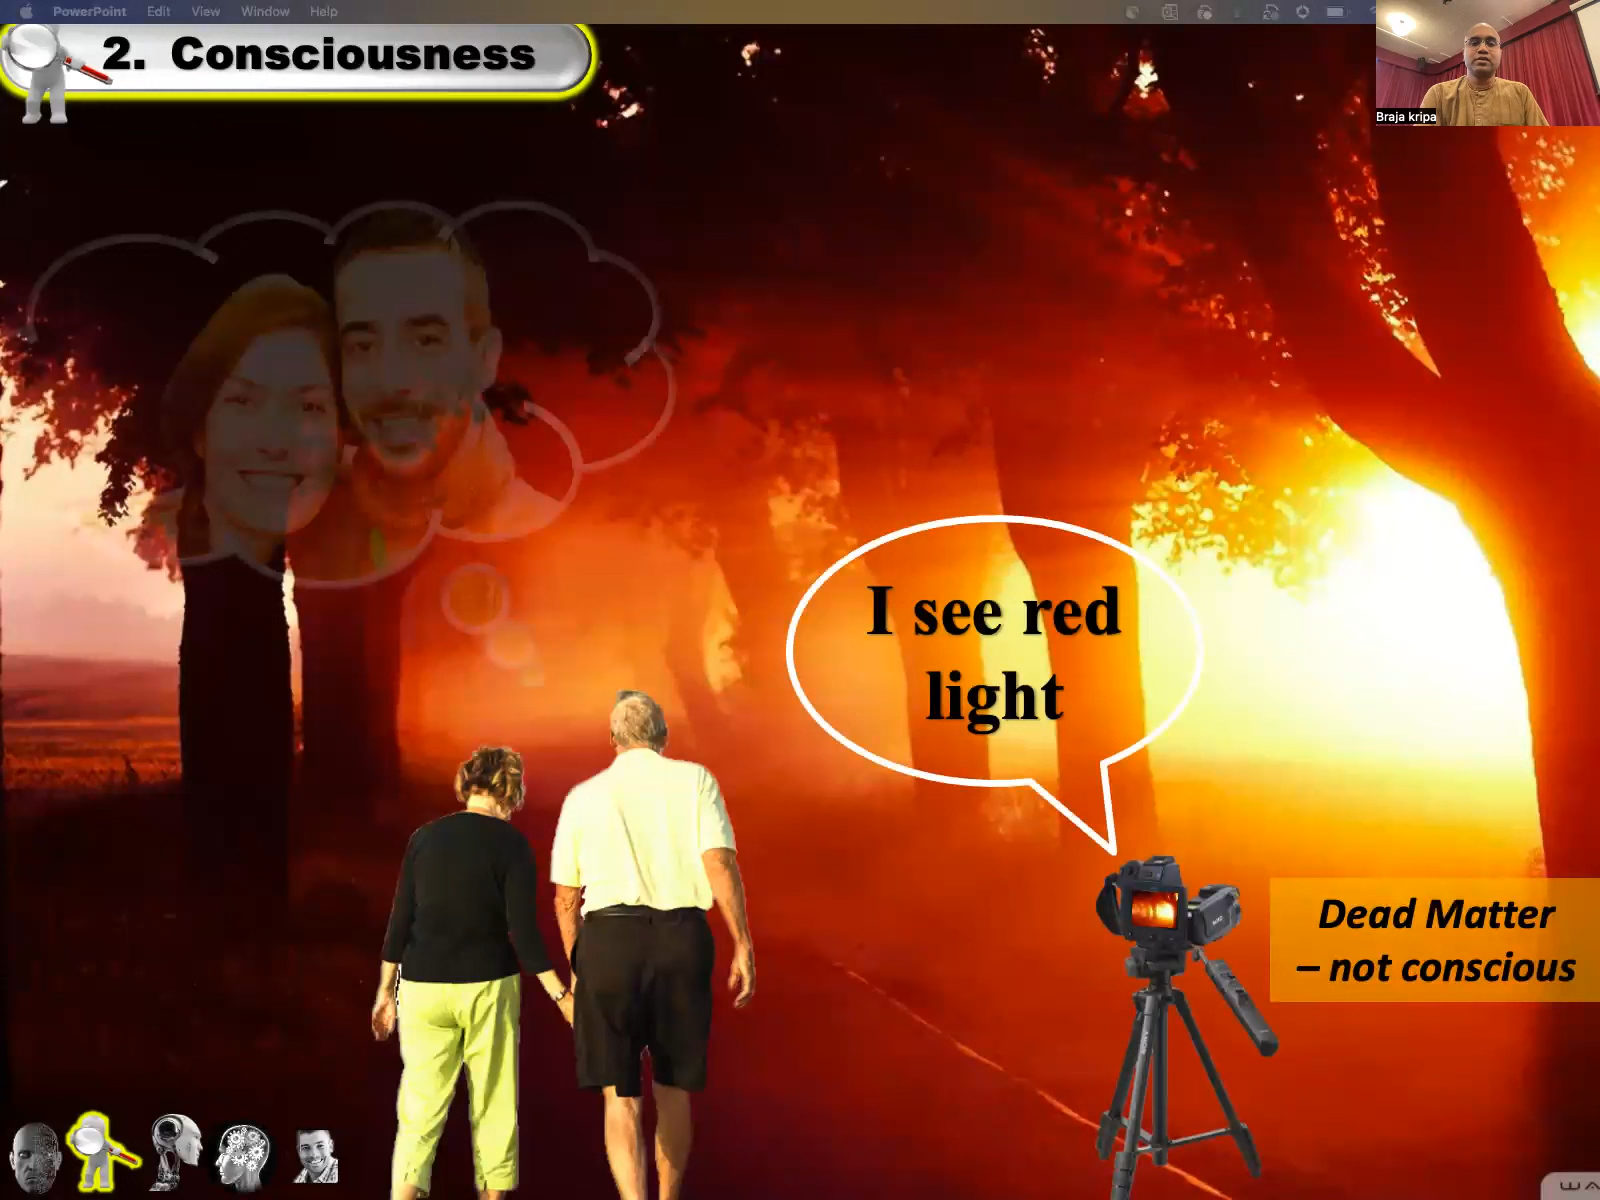 PowerPoint Edit View Window Help
2. Consciousness
Braja kripa
I see red
light
Dead Matter
– not conscious